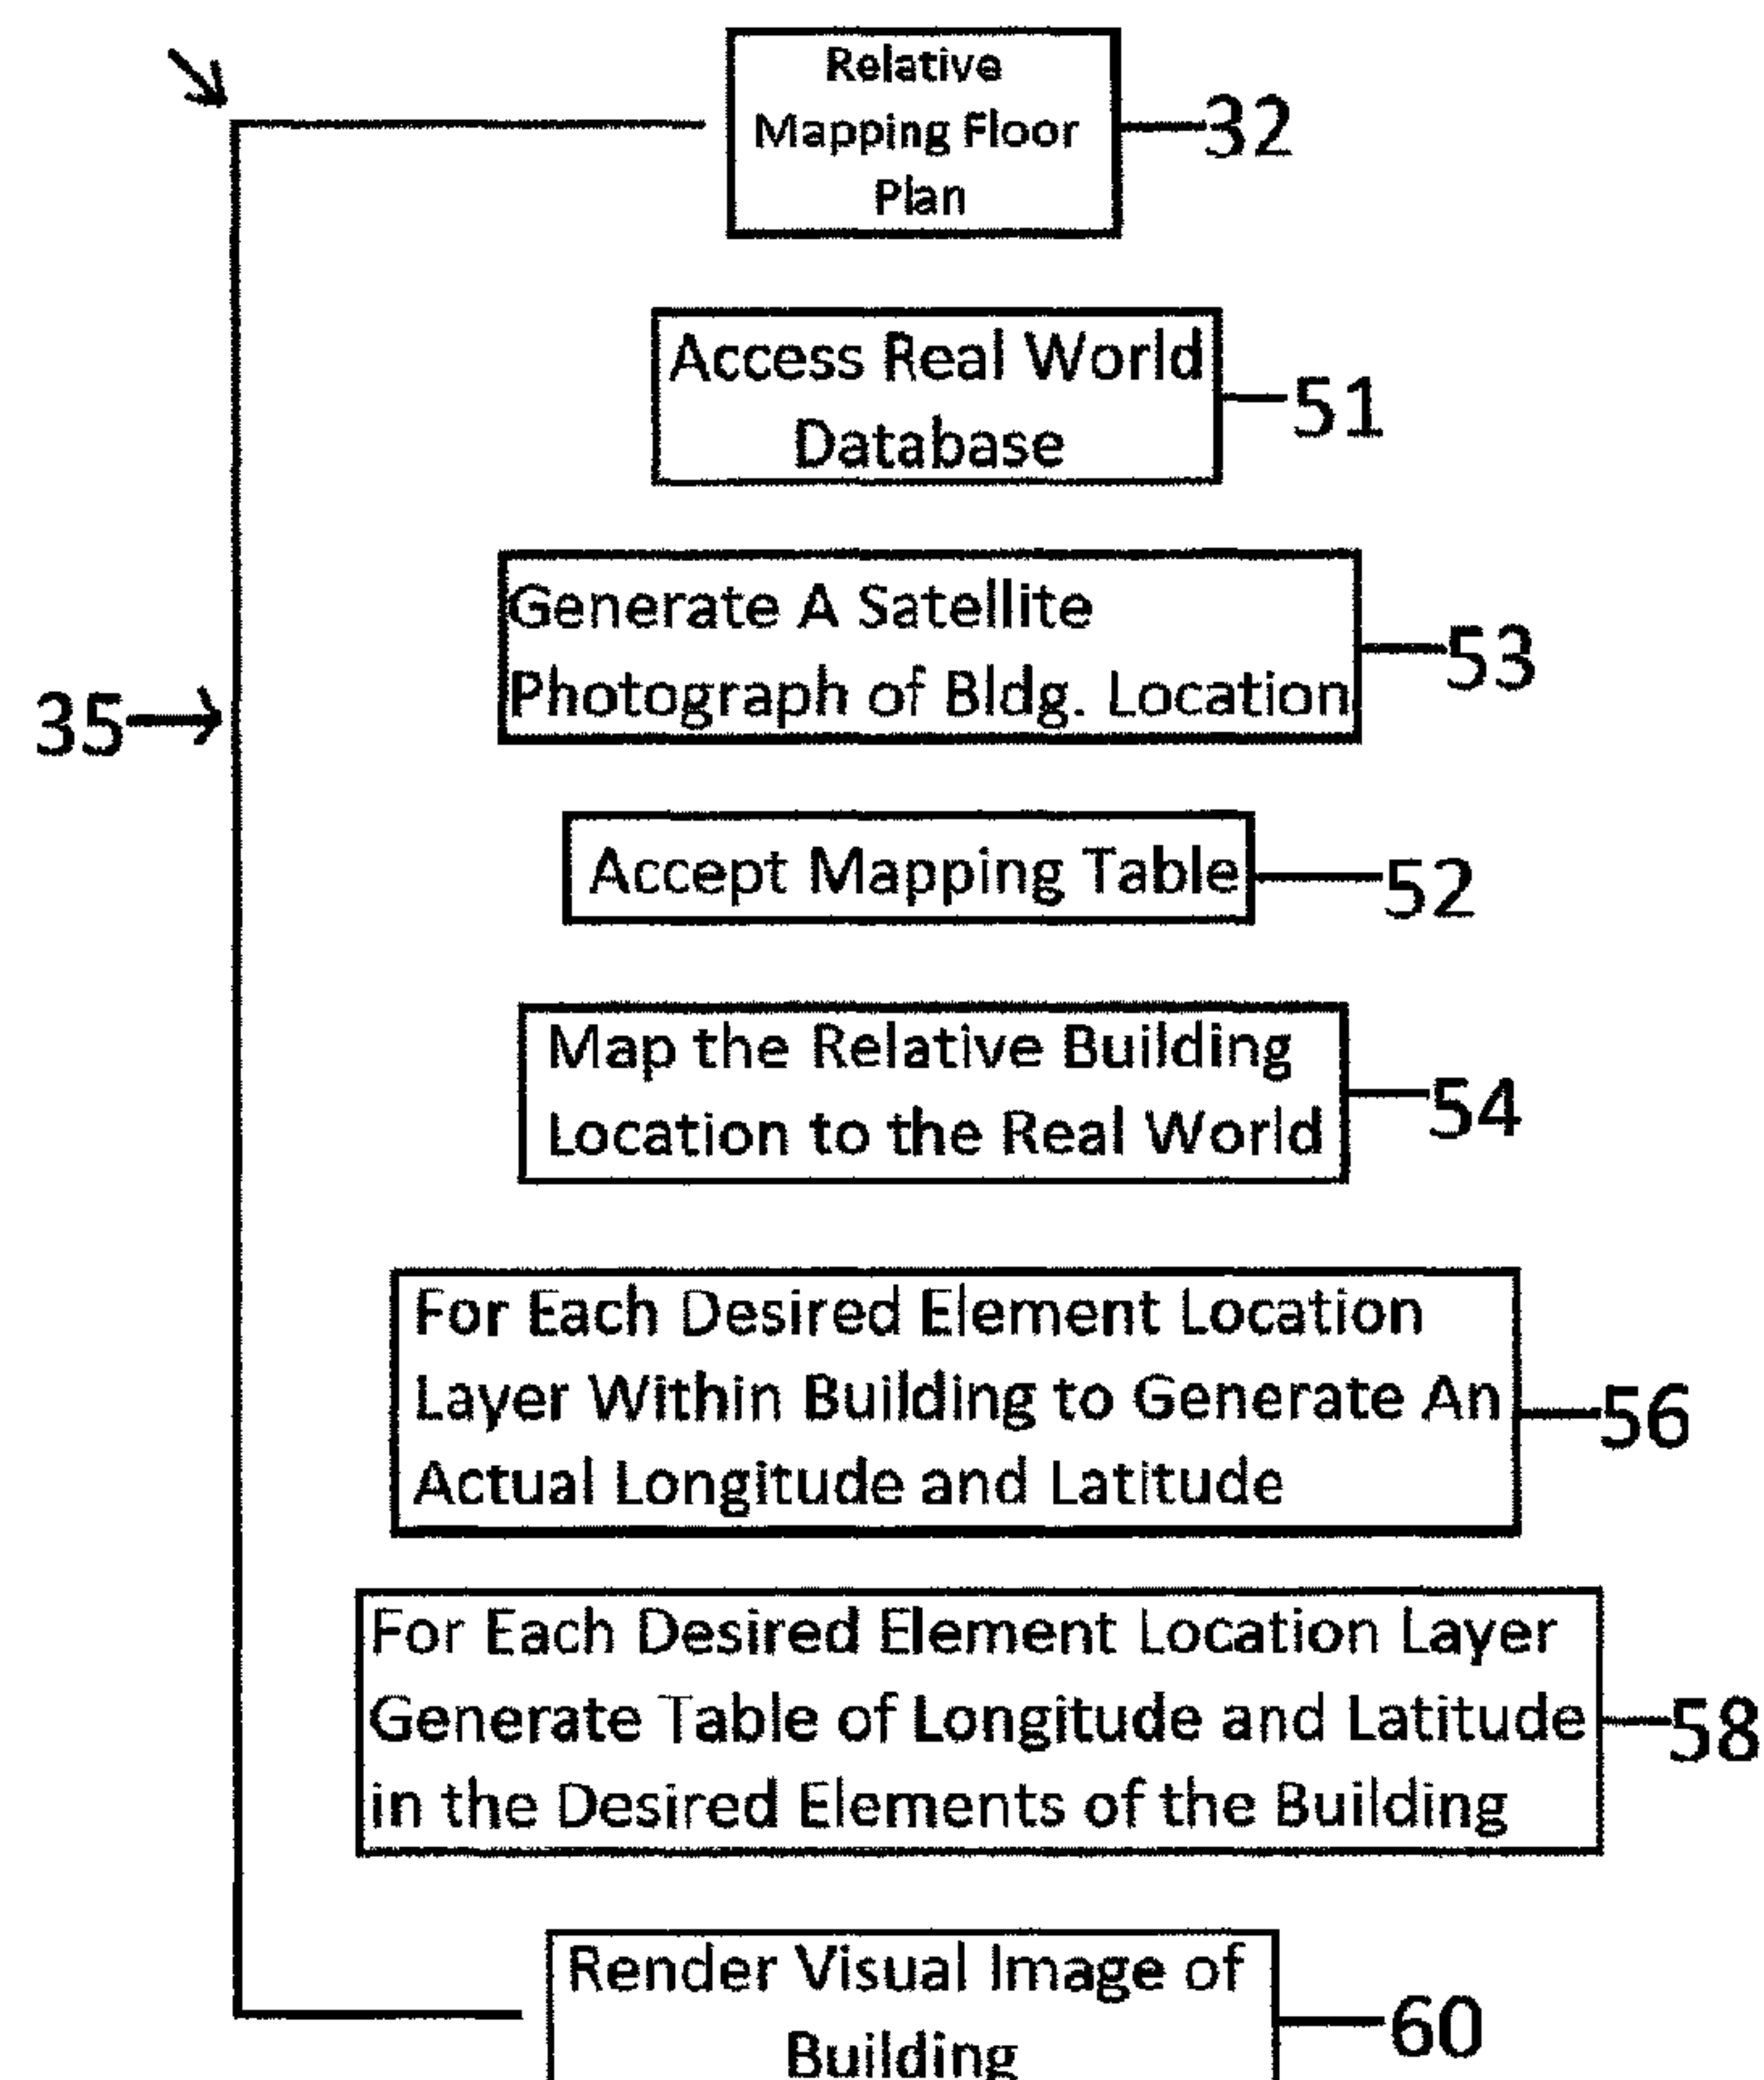 Relative
Mapping Floor
Plan
32
Access Real World
Database
51
Generate A Satellite
Photograph of Bldg. Location
53
35
Accept Mapping Table
52
Map the Relative Building
Location to the Real World
54
For Each Desired Element Location
Layer Within Building to Generate An
Actual Longitude and Latitude
56
For Each Desired Element Location Layer
Generate Table of Longitude and Latitude
in the Desired Elements of the Building
58
Render Visual Image of
Building
60